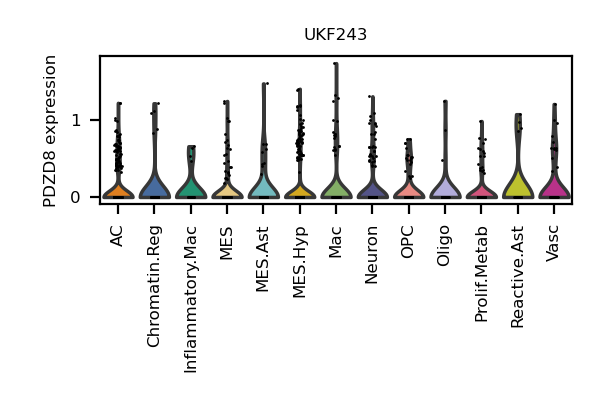 UKF243
PDZD8 expression
1
0
AC
Chromatin.Reg
Inflammatory.Mac
MES
MES.Ast
MES.Hyp
Mac
Neuron
OPC
Oligo
Prolif.Metab
Reactive.Ast
Vasc